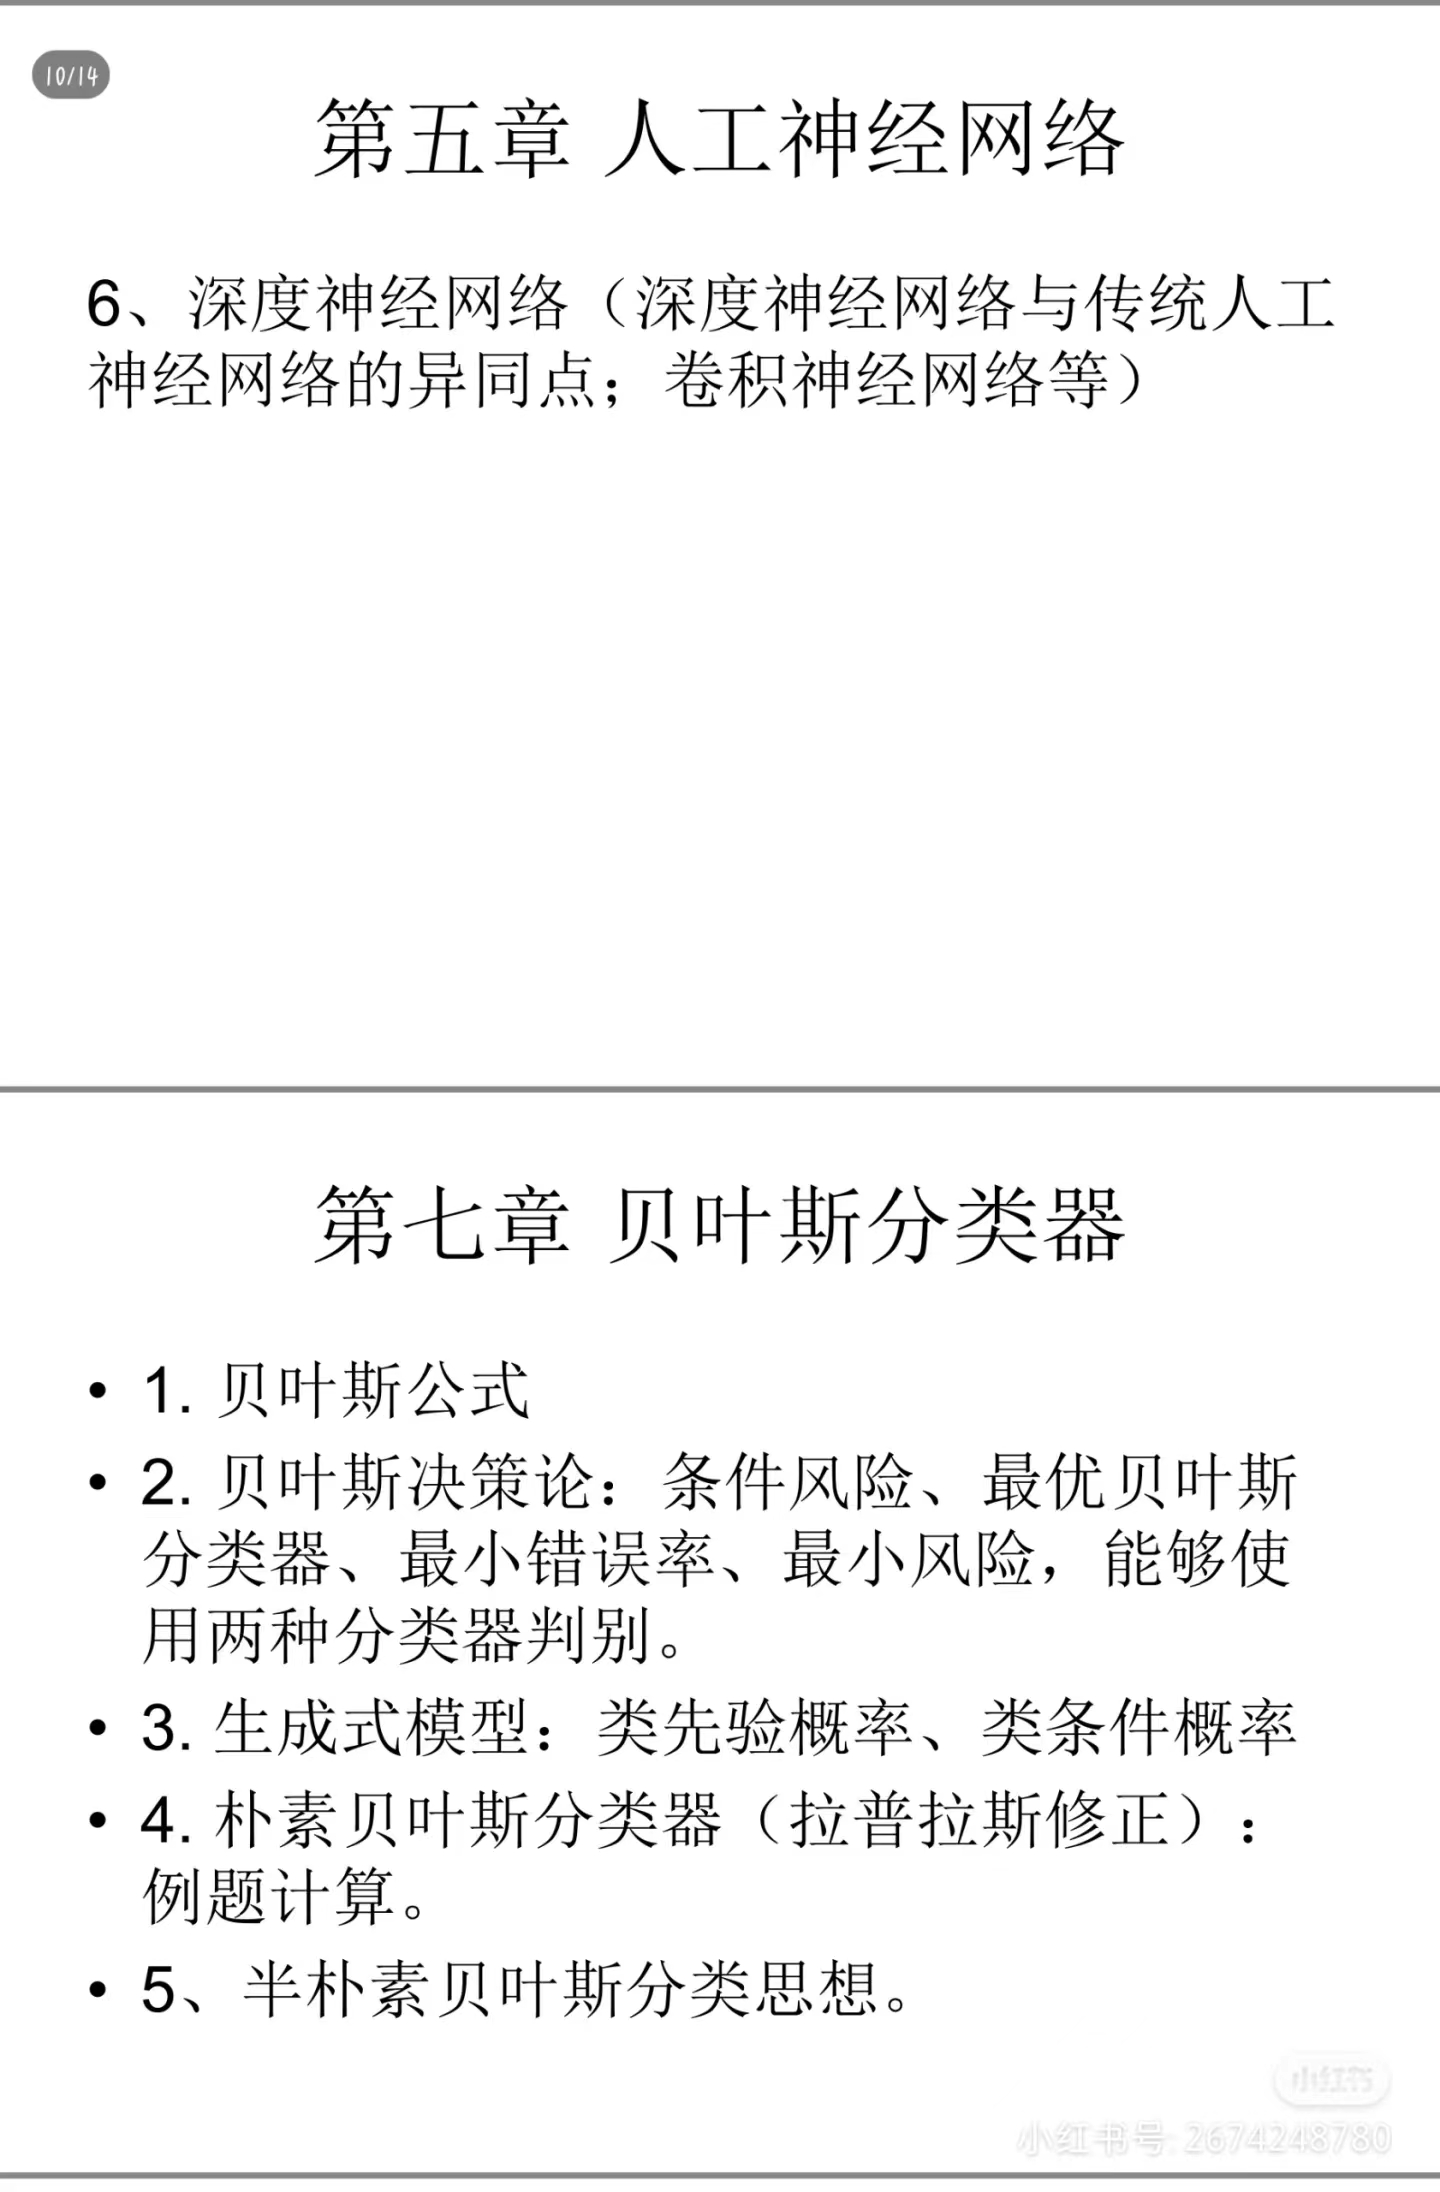 10/14
第五章 人工神经网络
6、深度神经网络（深度神经网络与传统人工
神经网络的异同点；卷积神经网络等）
第七章 贝叶斯分类器
• 1. 贝叶斯公式
• 2. 贝叶斯决策论：条件风险、最优贝叶斯
分类器、最小错误率、最小风险，能够使
用两种分类器判别。
• 3. 生成式模型：类先验概率、类条件概率
• 4. 朴素贝叶斯分类器（拉普拉斯修正）：
例题计算。
• 5、半朴素贝叶斯分类思想。
小红书
小红书号: 2674248780